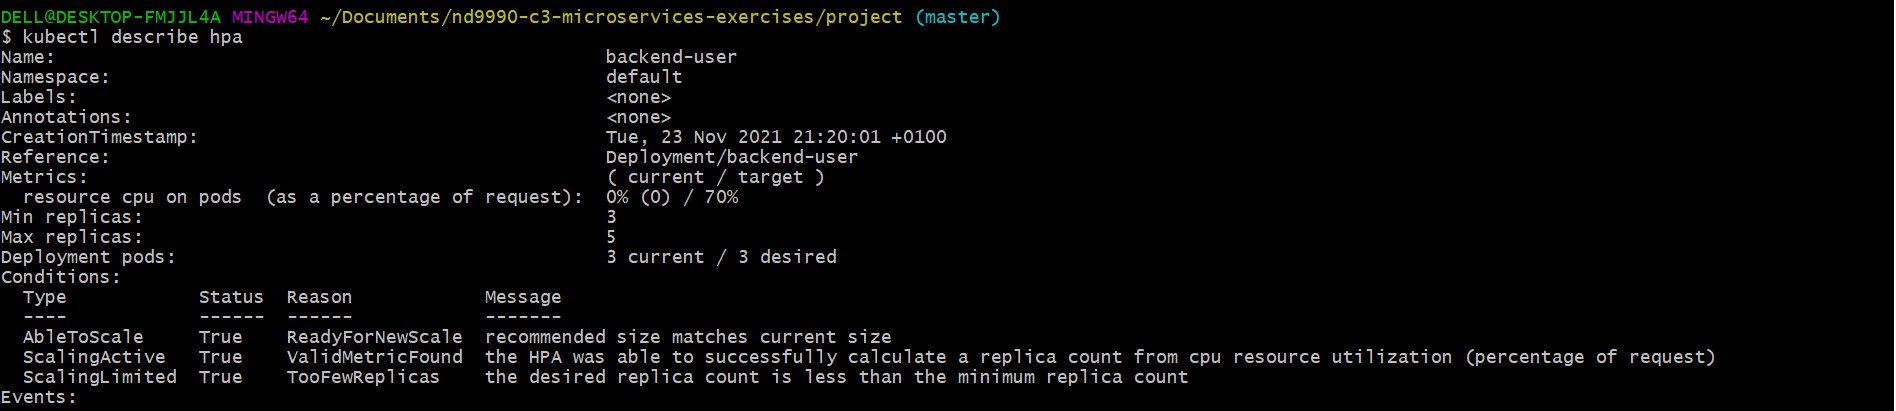 DELL@DESKTOP-FMJJL4A MINGW64 ~/Documents/nd9990-c3-microservices-exercises/project (master)
$ kubectl describe hpa
Name: backend-user
Namespace: default
Labels: <none>
Annotations: <none>
CreationTimestamp: Tue, 23 Nov 2021 21:20:01 +0100
Reference: Deployment/backend-user
Metrics: ( current / target )
resource cpu on pods (as a percentage of request): 0% (0) / 70%
Min replicas: 3
Max replicas: 5
Deployment pods: 3 current / 3 desired
Conditions:
Type Status Reason Message
---- ------ ------ -------
AbleToScale True ReadyForNewScale recommended size matches current size
ScalingActive True ValidMetricFound the HPA was able to successfully calculate a replica count from cpu resource utilization (percentage of request)
ScalingLimited True TooFewReplicas the desired replica count is less than the minimum replica count
Events: